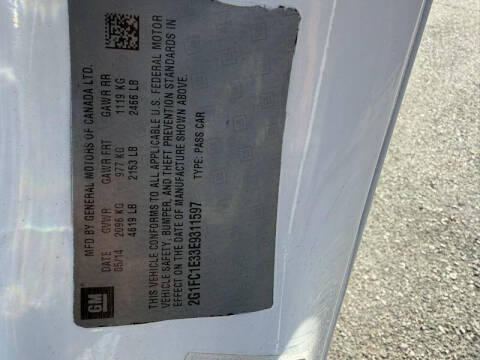 MFD BY GENERAL MOTORS OF CANADA LTD.
DATE GVWR GAWR FRT GAWR RR
05/14 2096 KG 977 KG 1119 KG
4619 LB 2153 LB 2466 LB
THIS VEHICLE CONFORMS TO ALL APPLICABLE U.S. FEDERAL MOTOR
VEHICLE SAFETY, BUMPER, AND THEFT PREVENTION STANDARDS IN
EFFECT ON THE DATE OF MANUFACTURE SHOWN ABOVE.
2G1FC1E33E9311597 TYPE: PASS CAR
GM